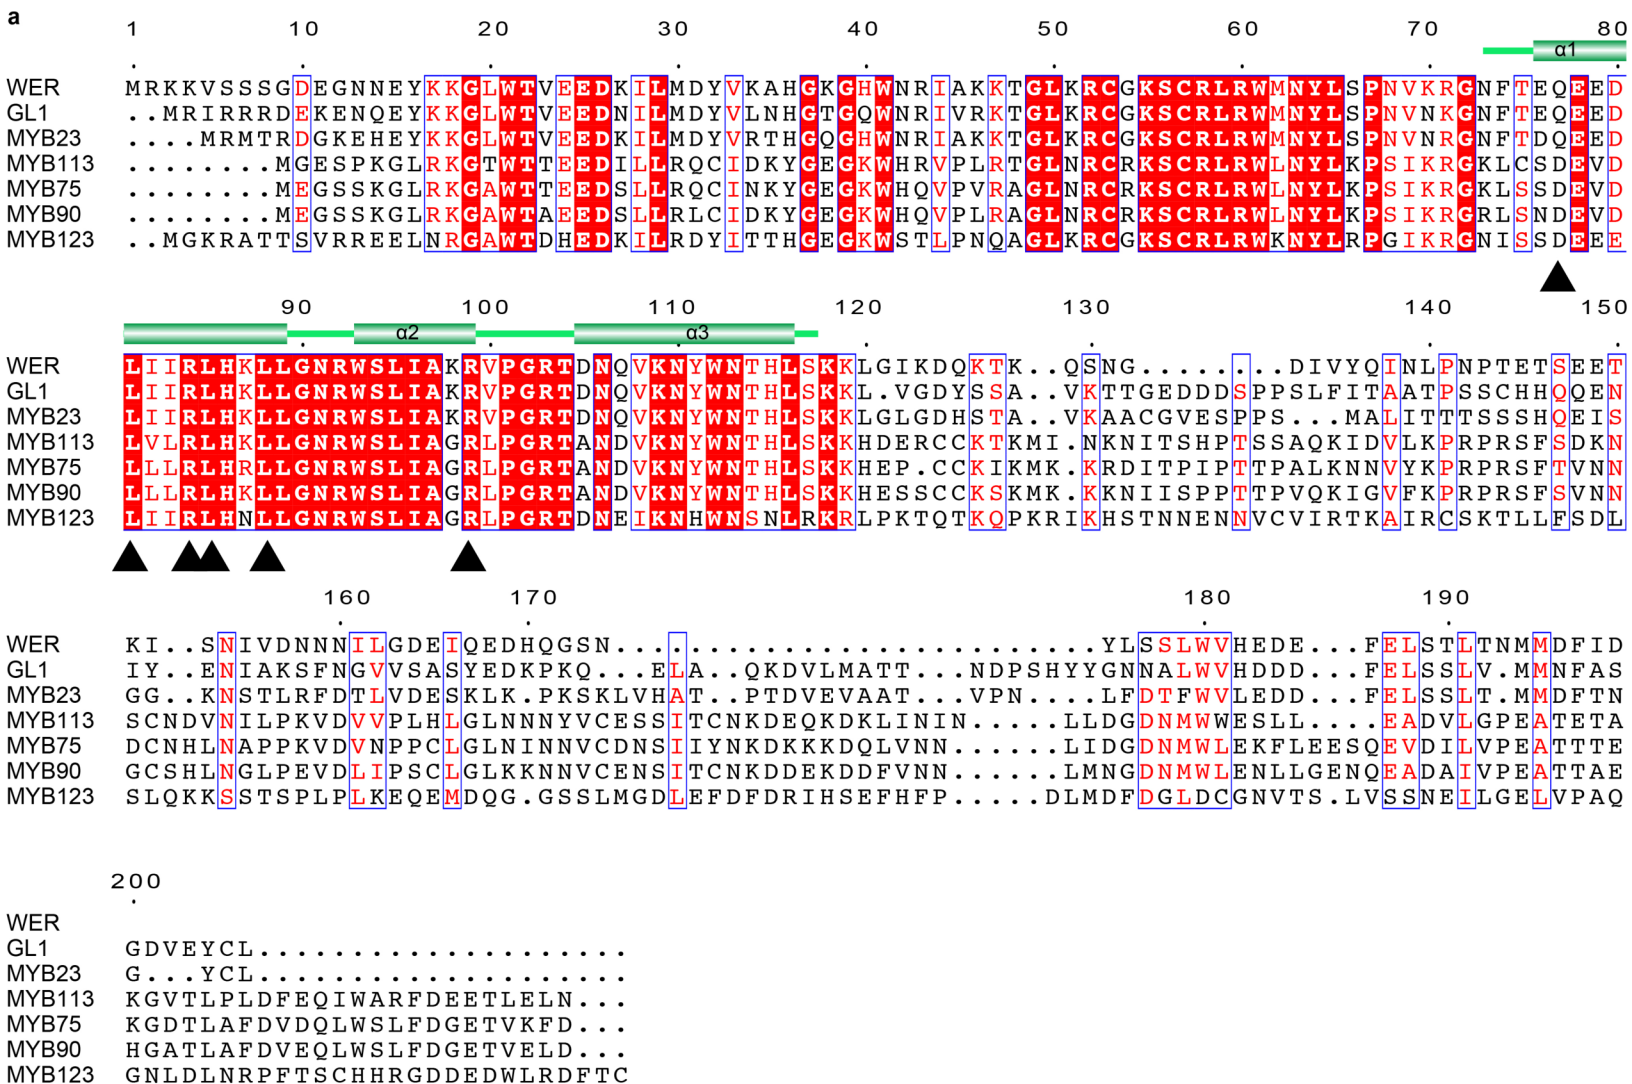 a
1 10 20 30 40 50 60 70 80
α1
WER MRKKVSSSGDEGNNEYKKGLWTVEEDKILMDYVKAHGKGHWNRIAKKTGLKRCGKSCRLRWMNYLSPNVKRGNFTEQEED
GL1 ..MRIRRRDEKENQEYKKGLWTVEEDNILMDYVLNHGTGQWNRIVRKTGLKRCGKSCRLRWMNYLSPNVNKGNFTEQEED
MYB23 ....MRMTRDGKEHEYKKGLWTVEEDKILMDYVRTHGQGHWNRIAKKTGLKRCGKSCRLRWMNYLSPNVNRGNFTDQEED
MYB113 ........MGESPKGLRKGTWTTEEDILLRQCIDKYGEGKWHRVPLRTGLNRCRKSCRLRWLNYLKPSIKRGKLCSDEVD
MYB75 ........MEGSSKGLRKGAWTTEEDSLLRQCINKYGEGKWHQVPVRAGLNRCRKSCRLRWLNYLKPSIKRGKLSSDEVD
MYB90 ........MEGSSKGLRKGAWTAEEDSLLRLCIDKYGEGKWHQVPLRAGLNRCRKSCRLRWLNYLKPSIKRGRLSNDEVD
MYB123 ..MGKRATTSVRREELNRGAWTDHEDKILRDYITTHGEGKWSTLPNQAGLKRCGKSCRLRWKNYLRPGIKRGNISSDEEE
90 100 110 120 130 140 150
α2 α3
WER LIIRLHKLLGNRWSLIAKRVPGRTDNQVKNYWNTHLSKKLGIKDQKTK..QSNG........DIVYQINLPNPTETSEET
GL1 LIIRLHKLLGNRWSLIAKRVPGRTDNQVKNYWNTHLSKKL.VGDYSSA..VKTTGEDDDSPPSLFITAATPSSCHHQQEN
MYB23 LIIRLHKLLGNRWSLIAKRVPGRTDNQVKNYWNTHLSKKLGLGDHSTA..VKAACGVESPPS...MALITTTSSSHQEIS
MYB113 LVLRLHKLLGNRWSLIAGRLPGRTANDVKNYWNTHLSKKHDERCCKTKMI.NKNITSHPTSSAQKIDVLKPRPRSFSDKN
MYB75 LLLRLHRLLGNRWSLIAGRLPGRTANDVKNYWNTHLSKKHEP.CCKIKMK.KRDITPIPTTPALKNNVYKPRPRSFTVNN
MYB90 LLLRLHKLLGNRWSLIAGRLPGRTANDVKNYWNTHLSKKHESSCCKSKMK.KKNIISPPTTPVQKIGVFKPRPRSFSVNN
MYB123 LIIRLHNLLGNRWSLIAGRLPGRTDNEIKNHWNSNLRKRLPKTQTKQPKRIKHSTNNENNVCVIRTKAIRCSKTLLFSDL
160 170 180 190
WER KI..SNIVDNNNILGDEIQEDHQGSN..........................YLSSLWVHEDE...FELSTLTNMMDFID
GL1 IY..ENIAKSFNGVVSASYEDKPKQ...ELA..QKDVLMATT...NDPSHYYGNNALWVHDDD...FELSSLV.MMNFAS
MYB23 GG..KNSTLRFDTLVDESKLK.PKSKLVHAT..PTDVEVAAT...VPN....LFDTFWVLEDD...FELSSLT.MMDFTN
MYB113 SCNDVNILPKVDVVPLHLGLNNNYVCESSITCNKDEQKDKLININ.....LLDGDNMWWESLL....EADVLGPEATETA
MYB75 DCNHLNAPPKVDVNPPCLGLNINNVCDNSIIYNKDKKKDQLVNN......LIDGDNMWLEKFLEESQEVDILVPEATTTE
MYB90 GCSHLNGLPEVDLIPSCLGLKKNNVCENSITCNKDDEKDDFVNN......LMNGDNMWLENLLGENQEADAIVPEATTAE
MYB123 SLQKKSSTSPLPLKEQEMDQG.GSSLMGDLEFDFDRIHSEFHFP.....DLMDFDGLDCGNVTS.LVSSNEILGELVPAQ
200
WER
GL1 GDVEYCL....................
MYB23 G...YCL....................
MYB113 KGVTLPLDFEQIWARFDEETLELN...
MYB75 KGDTLAFDVDQLWSLFDGETVKFD...
MYB90 HGATLAFDVEQLWSLFDGETVELD...
MYB123 GNLDLNRPFTSCHHRGDDEDWLRDFTC